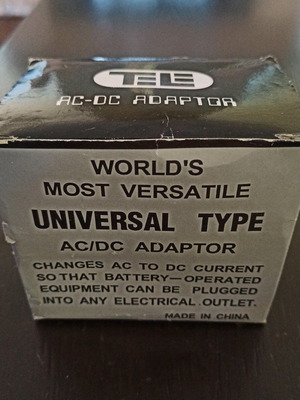 TELE
AC-DC ADAPTOR
WORLD'S
MOST VERSATILE
UNIVERSAL TYPE
AC/DC ADAPTOR
CHANGES AC TO DC CURRENT
SO THAT BATTERY—OPERATED
EQUIPMENT CAN BE PLUGGED
INTO ANY ELECTRICAL OUTLET.
MADE IN CHINA